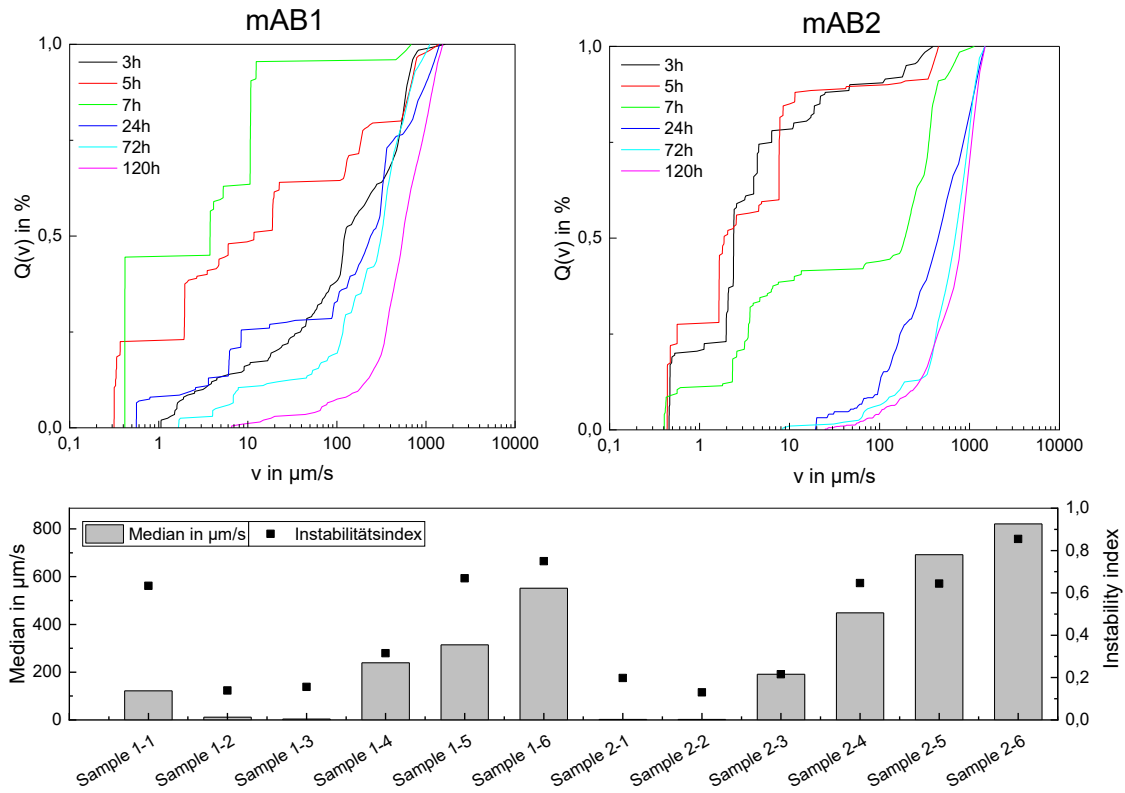 mAB1
mAB2
1,0
0,5
0,0
Q(v) in %
3h
5h
7h
24h
72h
120h
0,1
1
10
100
1000
10000
v in µm/s
1,0
0,5
0,0
Q(v) in %
3h
5h
7h
24h
72h
120h
0,1
1
10
100
1000
10000
v in µm/s
Median in µm/s
Instabilitätsindex
800
600
400
200
0
Median in µm/s
1,0
0,8
0,6
0,4
0,2
0,0
Instability index
Sample 1-1
Sample 1-2
Sample 1-3
Sample 1-4
Sample 1-5
Sample 1-6
Sample 2-1
Sample 2-2
Sample 2-3
Sample 2-4
Sample 2-5
Sample 2-6